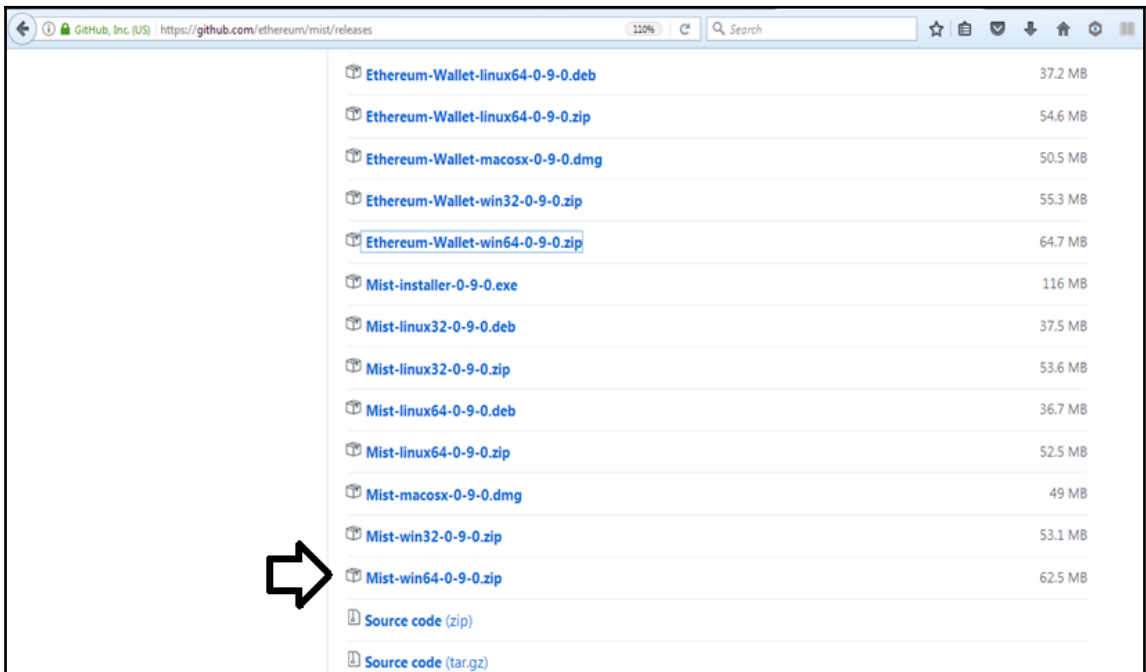 GitHub, Inc. (US) https://github.com/ethereum/mist/releases 110% Search
Ethereum-Wallet-linux64-0-9-0.deb 37.2 MB
Ethereum-Wallet-linux64-0-9-0.zip 54.6 MB
Ethereum-Wallet-macosx-0-9-0.dmg 50.5 MB
Ethereum-Wallet-win32-0-9-0.zip 55.3 MB
Ethereum-Wallet-win64-0-9-0.zip 64.7 MB
Mist-installer-0-9-0.exe 116 MB
Mist-linux32-0-9-0.deb 37.5 MB
Mist-linux32-0-9-0.zip 53.6 MB
Mist-linux64-0-9-0.deb 36.7 MB
Mist-linux64-0-9-0.zip 52.5 MB
Mist-macosx-0-9-0.dmg 49 MB
Mist-win32-0-9-0.zip 53.1 MB
Mist-win64-0-9-0.zip 62.5 MB
Source code (zip)
Source code (tar.gz)